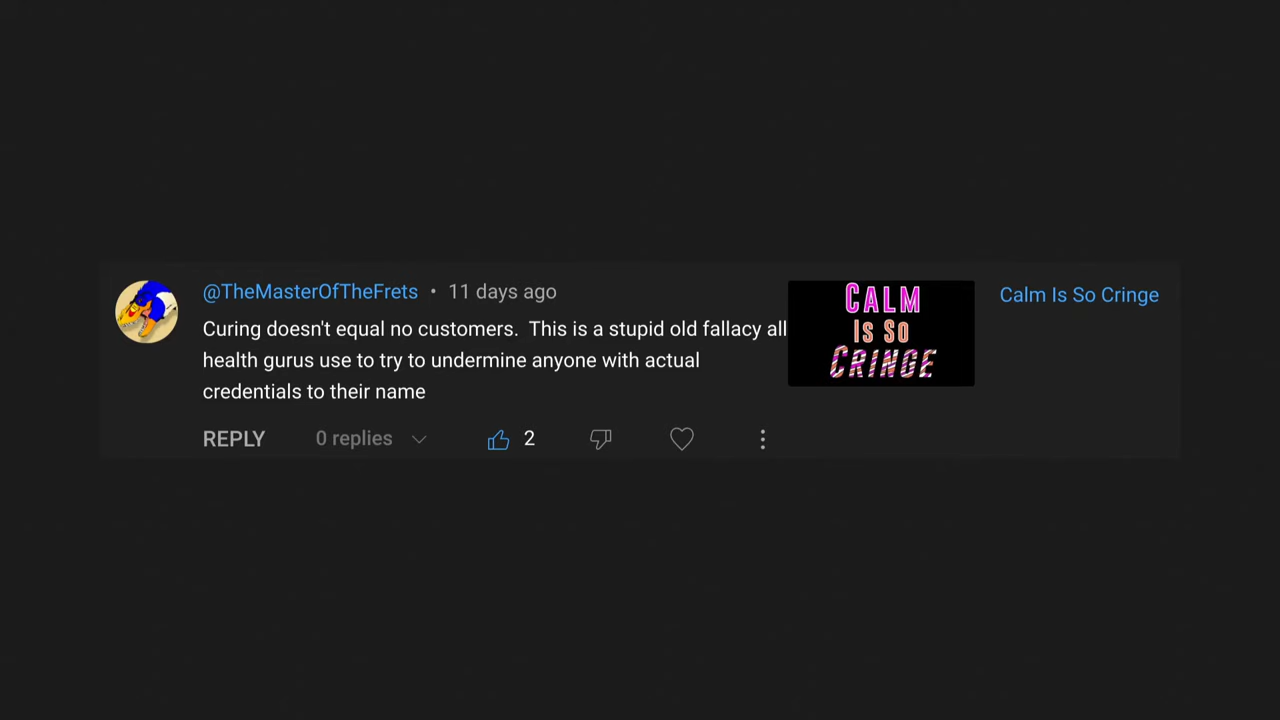 @TheMasterOfTheFrets • 11 days ago
Curing doesn't equal no customers.  This is a stupid old fallacy all
health gurus use to try to undermine anyone with actual
credentials to their name
REPLY 0 replies 2
CALM
IS SO
CRINGE
Calm Is So Cringe